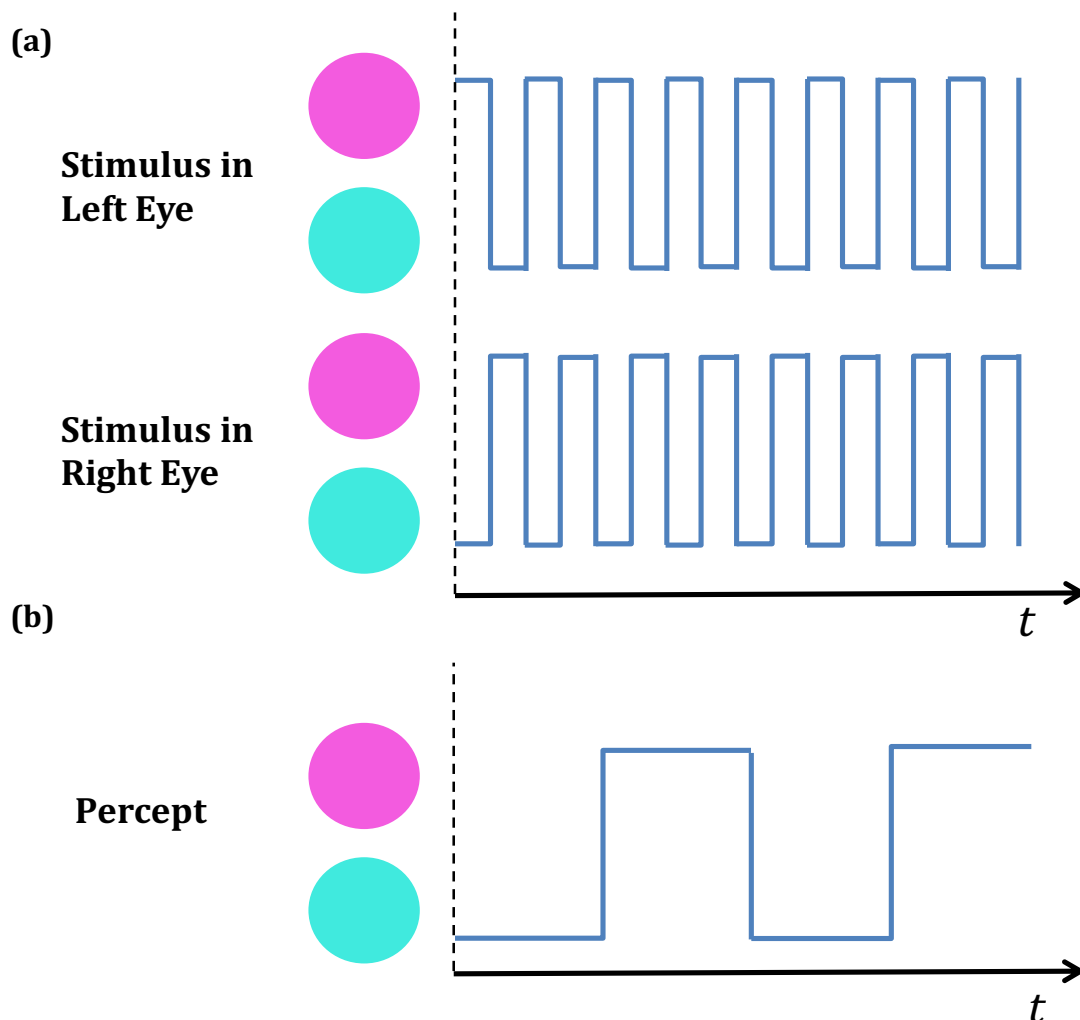 (a)
Stimulus in
Left Eye
Stimulus in
Right Eye
t
(b)
Percept
t